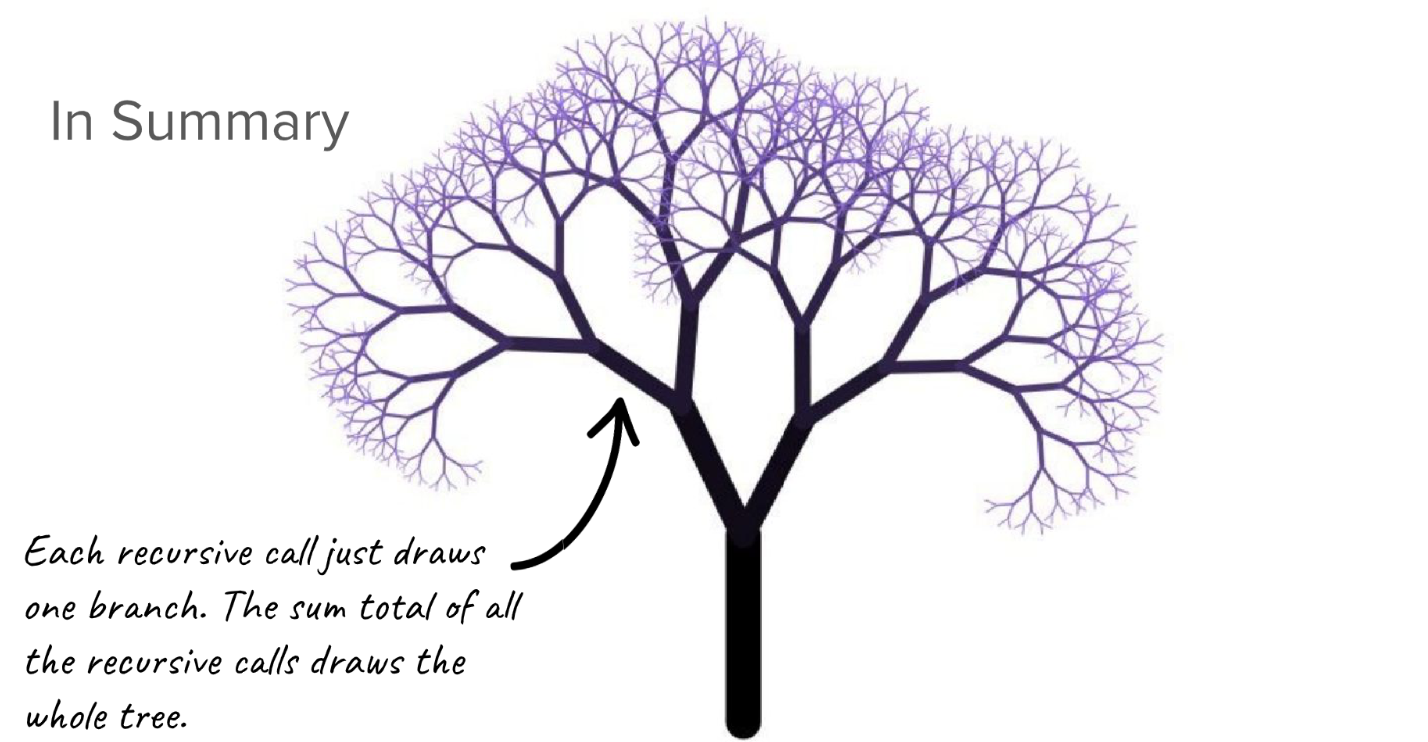 In Summary
Each recursive call just draws
one branch. The sum total of all
the recursive calls draws the
whole tree.